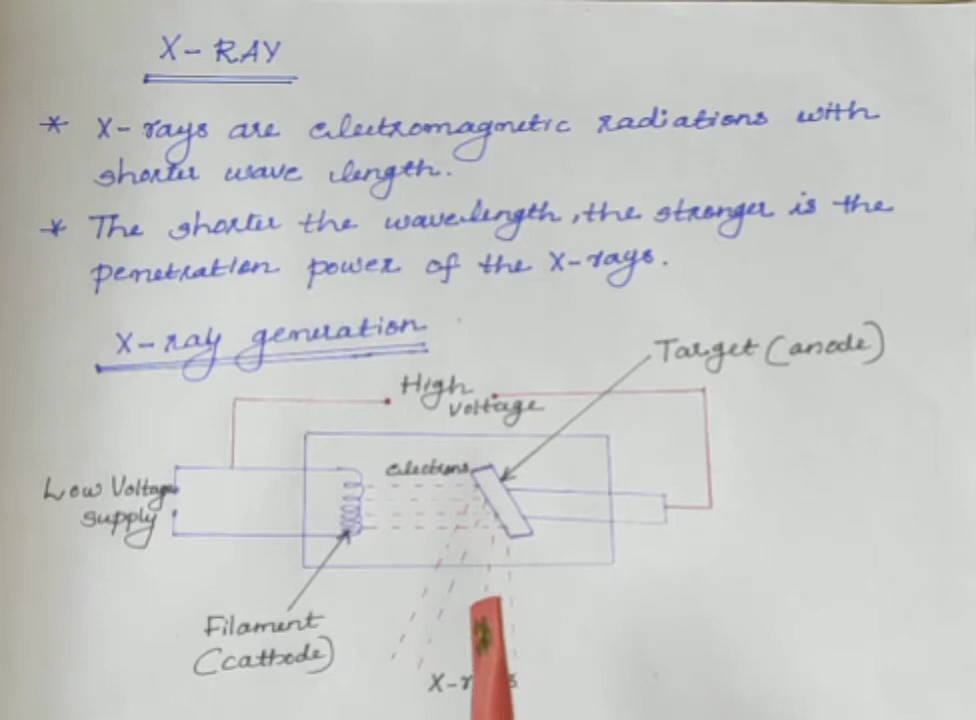 X-RAY
* X-rays are electromagnetic radiations with
shorter wave length.
* The shorter the wavelength, the stronger is the
penetration power of the X-rays.
X-ray generation
Target (anode)
High
voltage
electrons
Low Voltage
supply
Filament
(cathode)